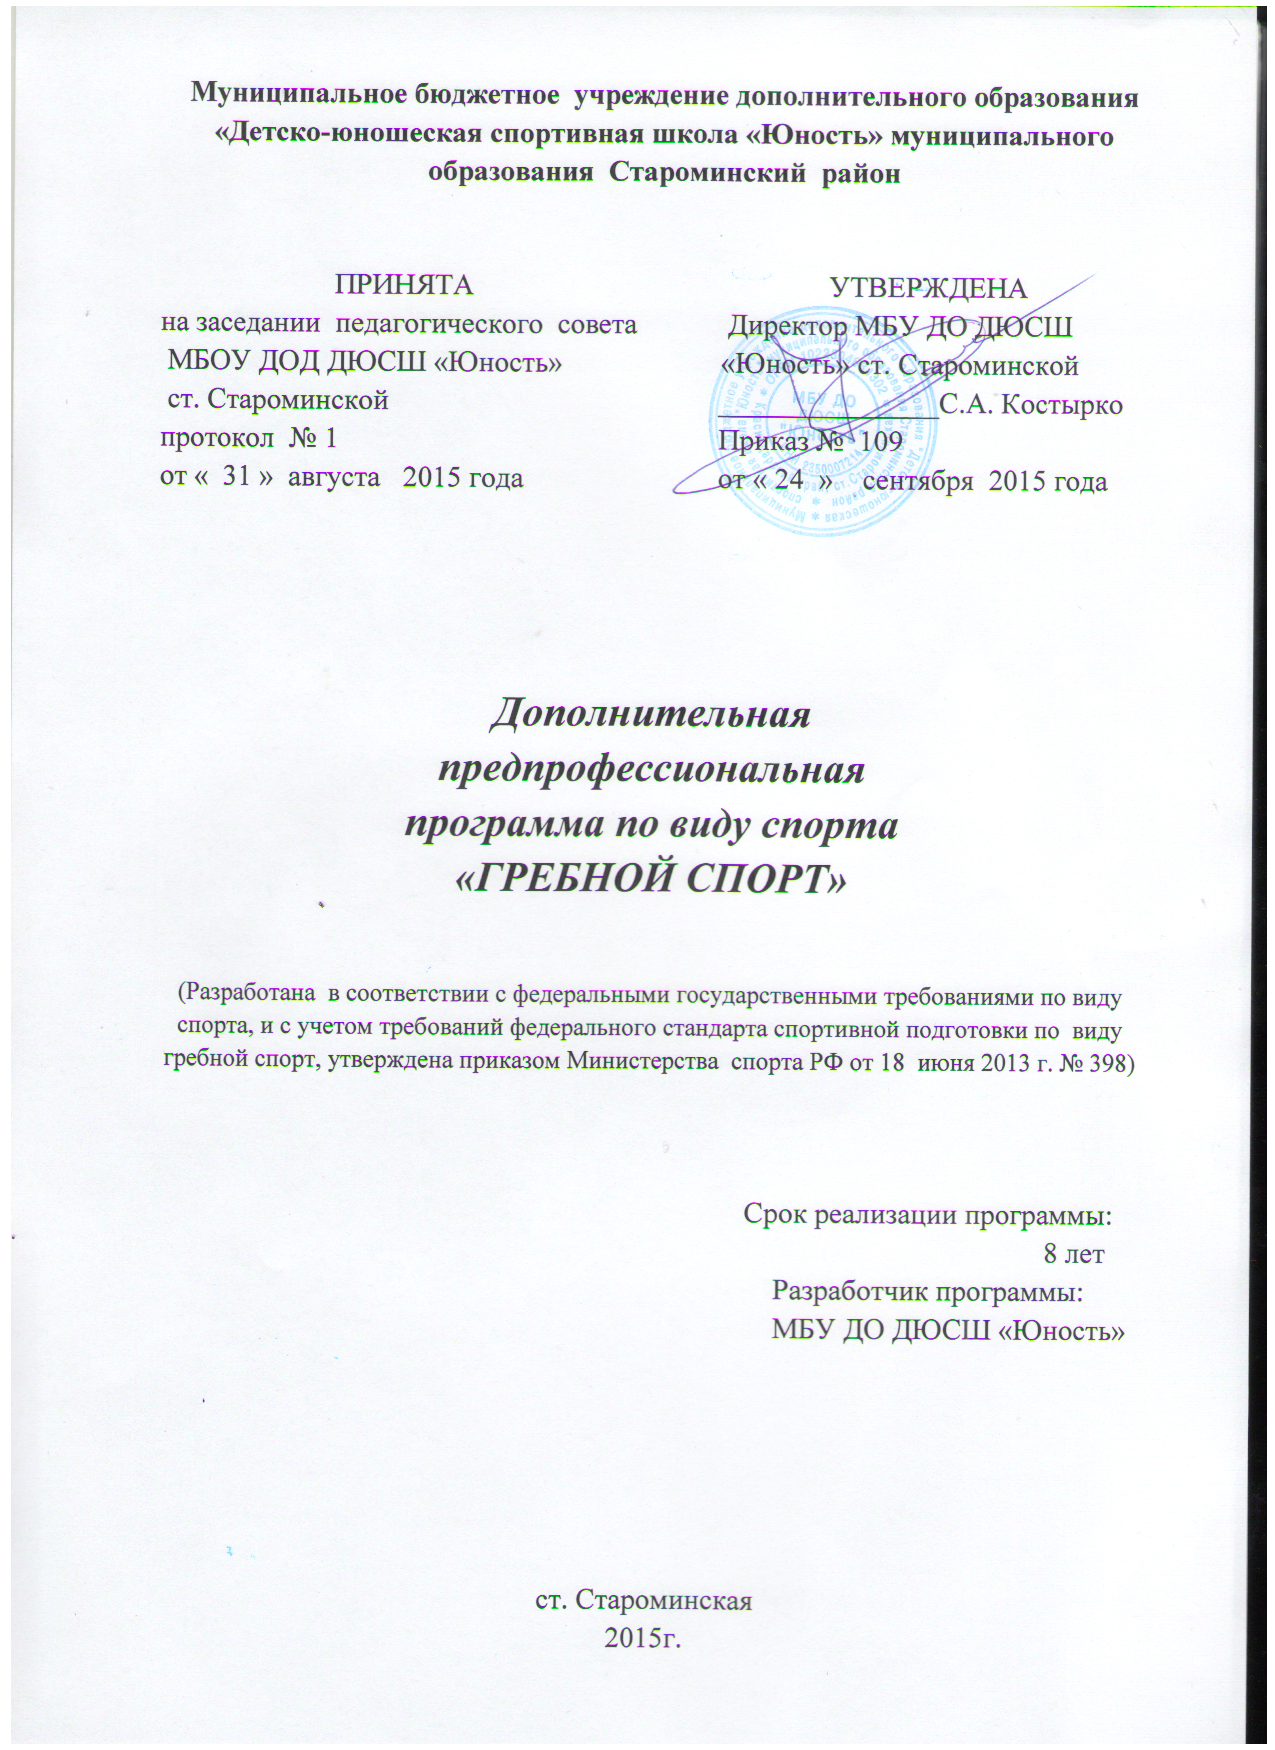 Муниципальное бюджетное учреждение дополнительного образования
«Детско-юношеская спортивная школа «Юность» муниципального
образования Староминский район
ПРИНЯТА
на заседании педагогического совета
МБОУ ДОД ДЮСШ «Юность»
ст. Староминской
протокол № 1
от « 31 » августа 2015 года
УТВЕРЖДЕНА
Директор МБУ ДО ДЮСШ
«Юность» ст. Староминской
С.А. Костырко
Приказ № 109
от « 24 » сентября 2015 года
МБУ ДО
ДЮСШ
Дополнительная
предпрофессиональная
программа по виду спорта
«ГРЕБНОЙ СПОРТ»
(Разработана в соответствии с федеральными государственными требованиями по виду
спорта, и с учетом требований федерального стандарта спортивной подготовки по виду
гребной спорт, утверждена приказом Министерства спорта РФ от 18 июня 2013 г. № 398)
Срок реализации программы:
8 лет
Разработчик программы:
МБУ ДО ДЮСШ «Юность»
ст. Староминская
2015г.